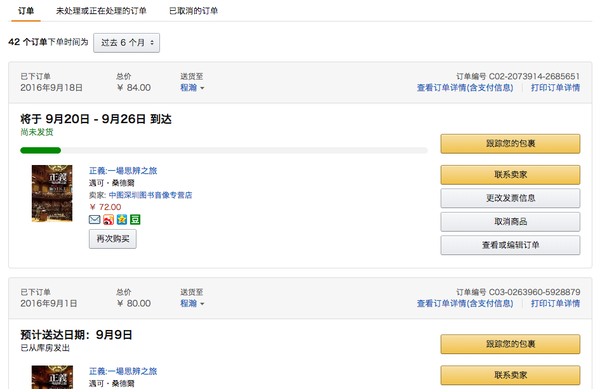 订单 未处理或正在处理的订单 已取消的订单
42 个订单下单时间为 过去 6 个月
已下订单 总价 送货至 订单编号 C02-2073914-2685651
2016年9月18日 ￥ 84.00 程瀚 查看订单详情(含支付信息) 打印订单详情
将于 9月20日 - 9月26日 到达
尚未发货
跟踪您的包裹
正義:一場思辨之旅
邁可·桑德爾
卖家: 中图深圳图书音像专营店
￥ 72.00
豆
再次购买
联系卖家
更改发票信息
取消商品
查看或编辑订单
正義
已下订单 总价 送货至 订单编号 C03-0263960-5928879
2016年9月1日 ￥ 80.00 程瀚 查看订单详情(含支付信息) 打印订单详情
预计送达日期：9月9日
已从库房发出
跟踪您的包裹
正義:一場思辨之旅
邁可·桑德爾
联系卖家
正義